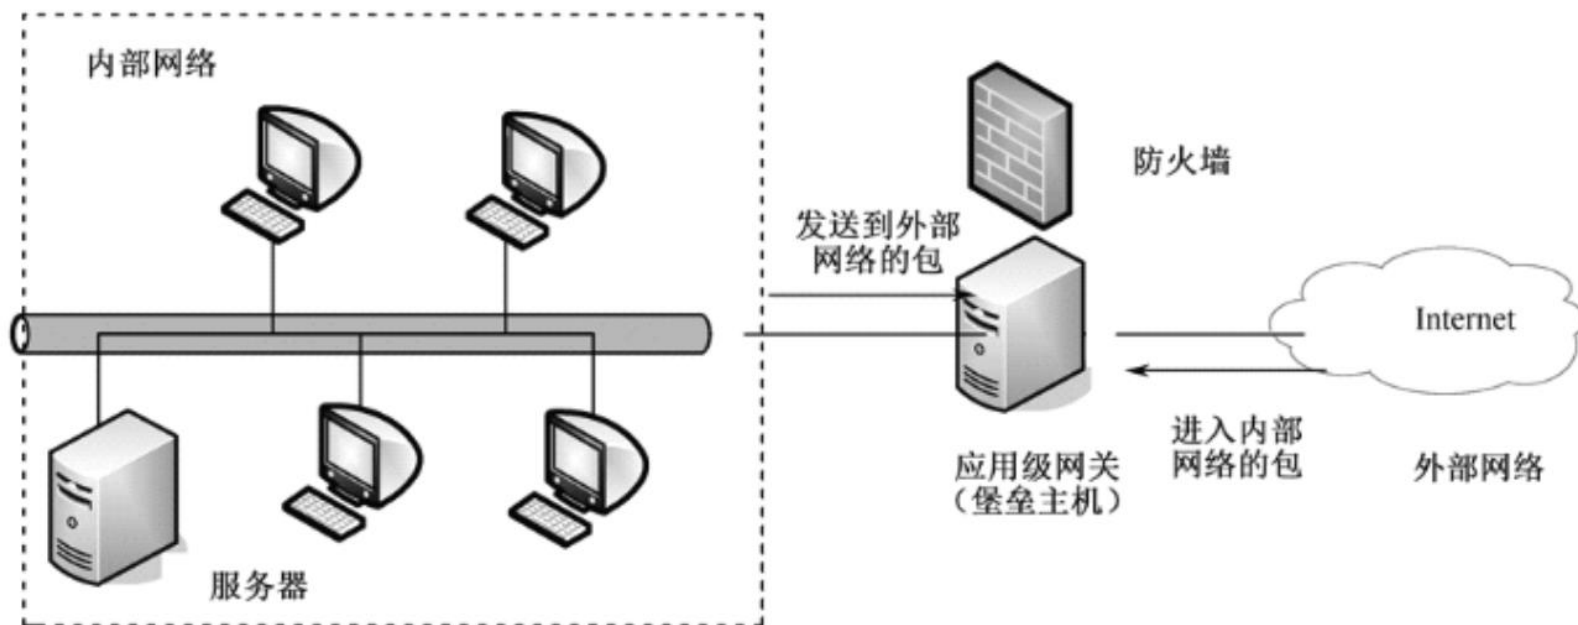 内部网络
防火墙
发送到外部
网络的包
Internet
进入内部
网络的包
应用级网关
（堡垒主机）
外部网络
服务器